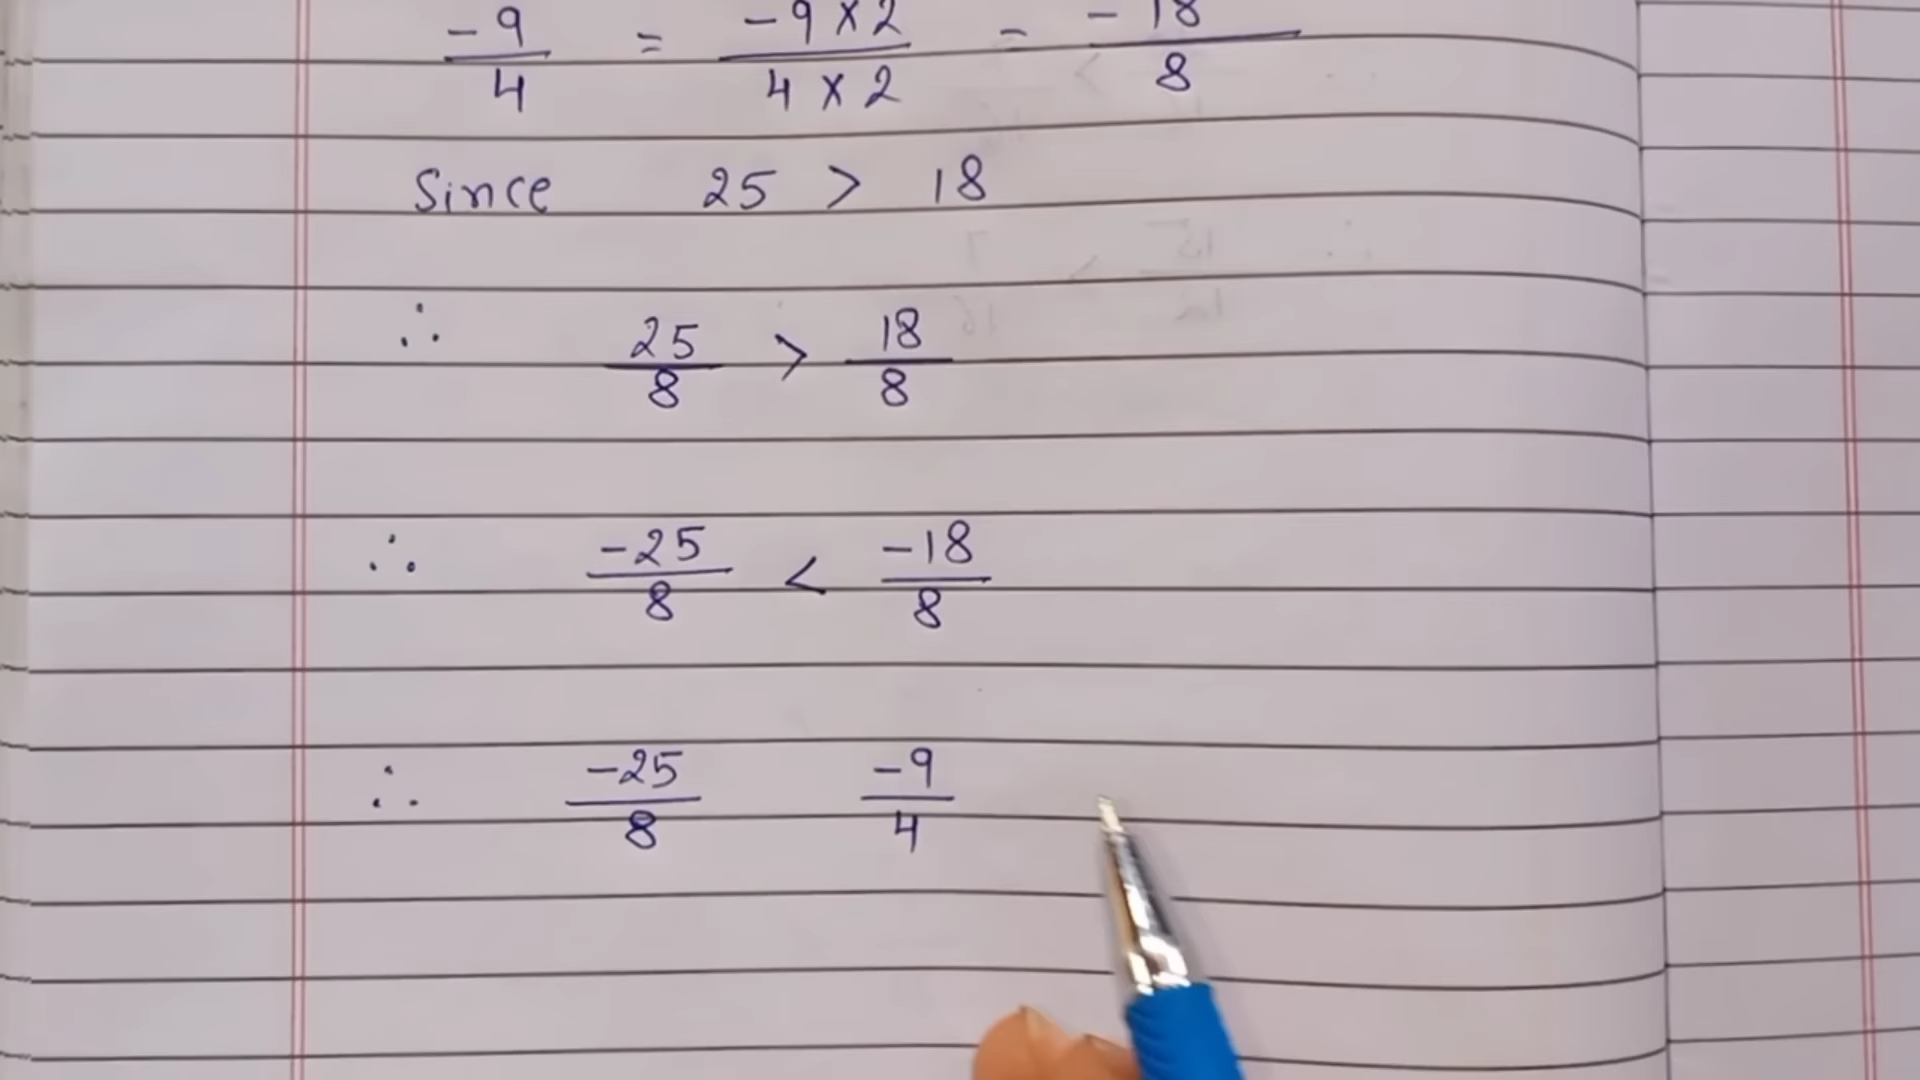 -9/4 = -9 × 2/4 × 2 = -18/8
Since 25 > 18
∴ 25/8 > 18/8
∴ -25/8 < -18/8
∴ -25/8 -9/4